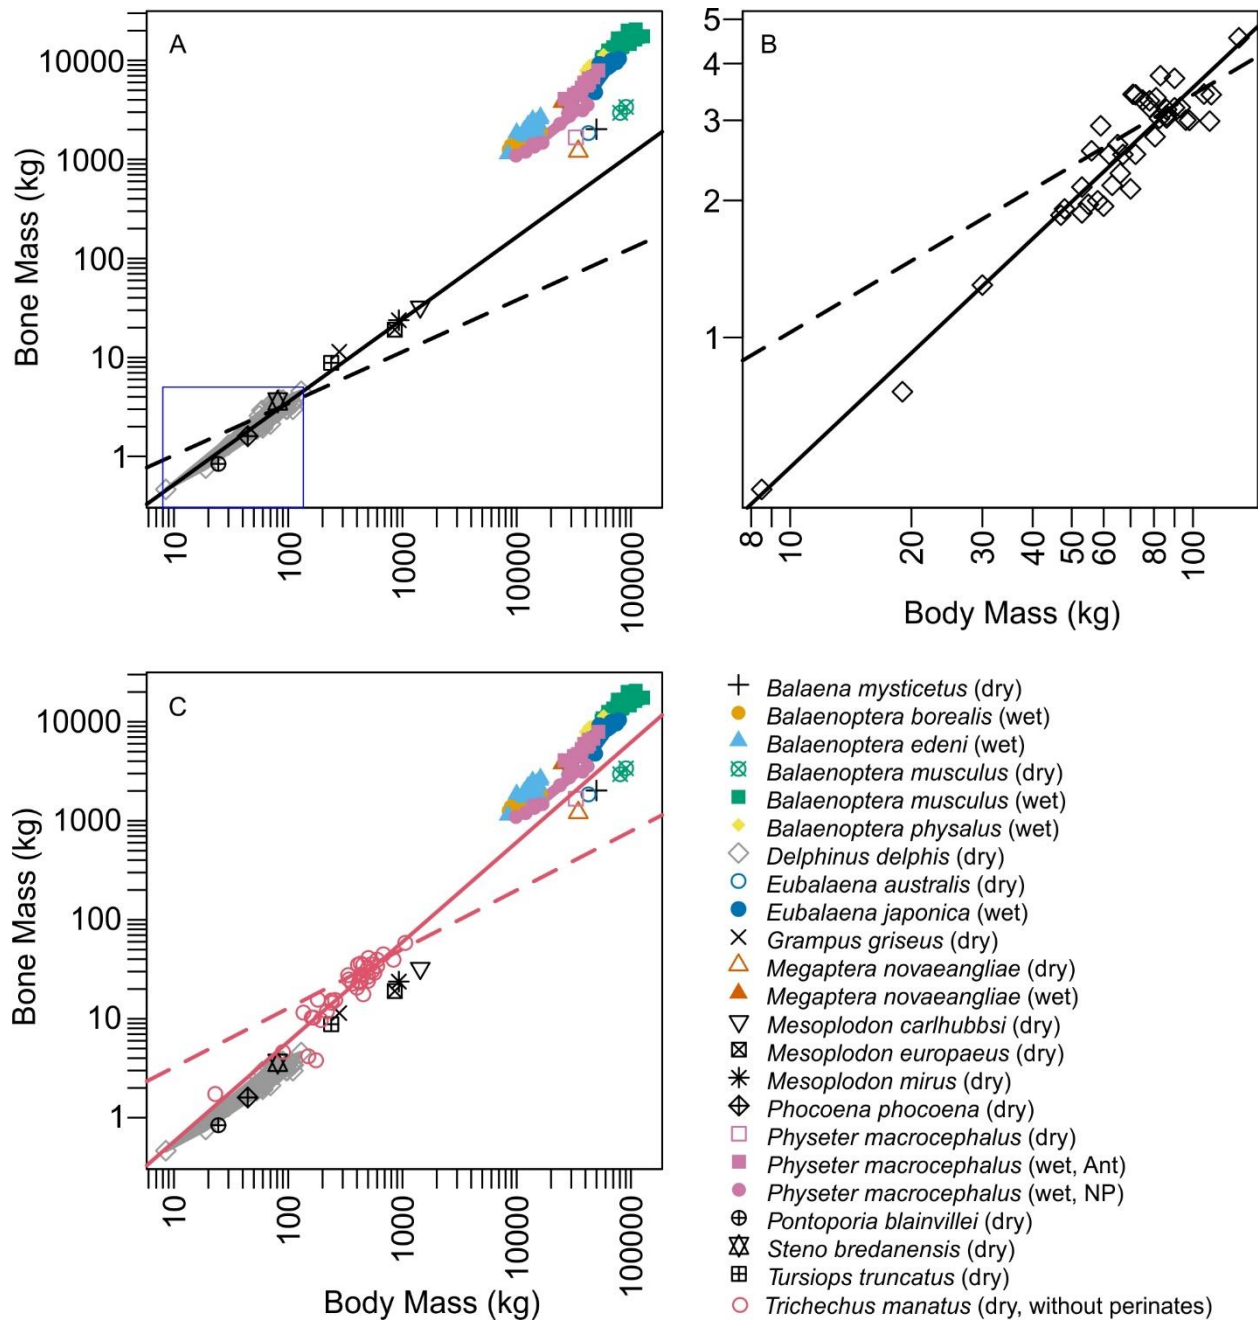 A
Bone Mass (kg)
10000
1000
100
10
1
10
100
1000
10000
100000
B
5
4
3
2
1
8
10
20
30
40
50
60
80
100
Body Mass (kg)
C
Bone Mass (kg)
10000
1000
100
10
1
10
100
1000
10000
100000
Body Mass (kg)
Balaena mysticetus (dry)
Balaenoptera borealis (wet)
Balaenoptera edeni (wet)
Balaenoptera musculus (dry)
Balaenoptera musculus (wet)
Balaenoptera physalus (wet)
Delphinus delphis (dry)
Eubalaena australis (dry)
Eubalaena japonica (wet)
Grampus griseus (dry)
Megaptera novaeangliae (dry)
Megaptera novaeangliae (wet)
Mesoplodon carlhubbsi (dry)
Mesoplodon europaeus (dry)
Mesoplodon mirus (dry)
Phocoena phocoena (dry)
Physeter macrocephalus (dry)
Physeter macrocephalus (wet, Ant)
Physeter macrocephalus (wet, NP)
Pontoporia blainvillei (dry)
Steno bredanensis (dry)
Tursiops truncatus (dry)
Trichechus manatus (dry, without perinates)